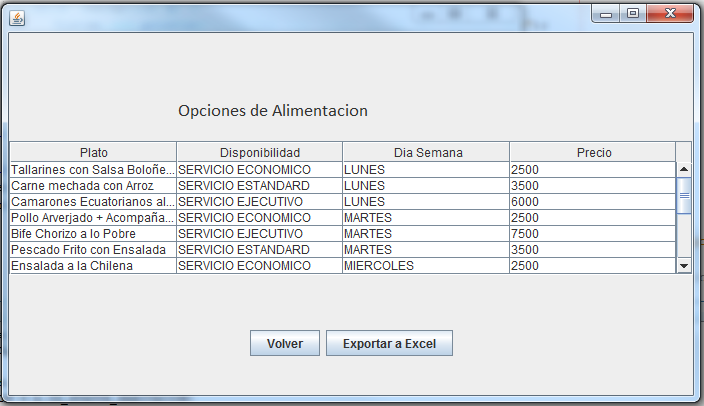 Opciones de Alimentacion
Plato Disponibilidad Dia Semana Precio
Tallarines con Salsa Boloñe... SERVICIO ECONOMICO LUNES 2500
Carne mechada con Arroz SERVICIO ESTANDARD LUNES 3500
Camarones Ecuatorianos al... SERVICIO EJECUTIVO LUNES 6000
Pollo Arverjado + Acompaña... SERVICIO ECONOMICO MARTES 2500
Bife Chorizo a lo Pobre SERVICIO EJECUTIVO MARTES 7500
Pescado Frito con Ensalada SERVICIO ESTANDARD MARTES 3500
Ensalada a la Chilena SERVICIO ECONOMICO MIERCOLES 2500
Volver Exportar a Excel